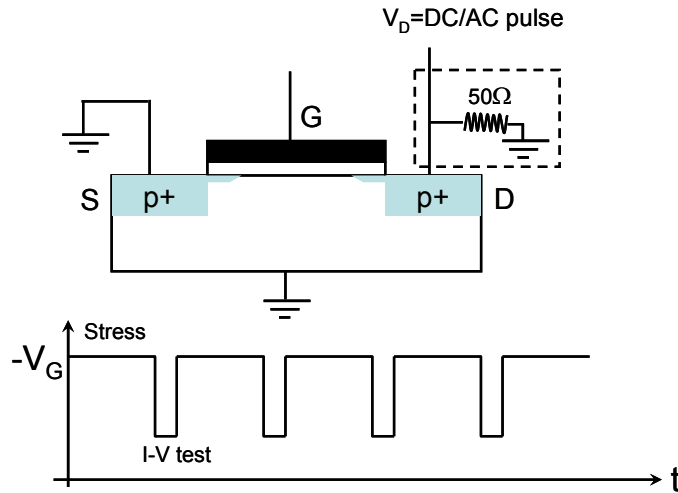 V_D=DC/AC pulse
50Ω
G
S
p+
p+
D
Stress
-V_G
I-V test
t